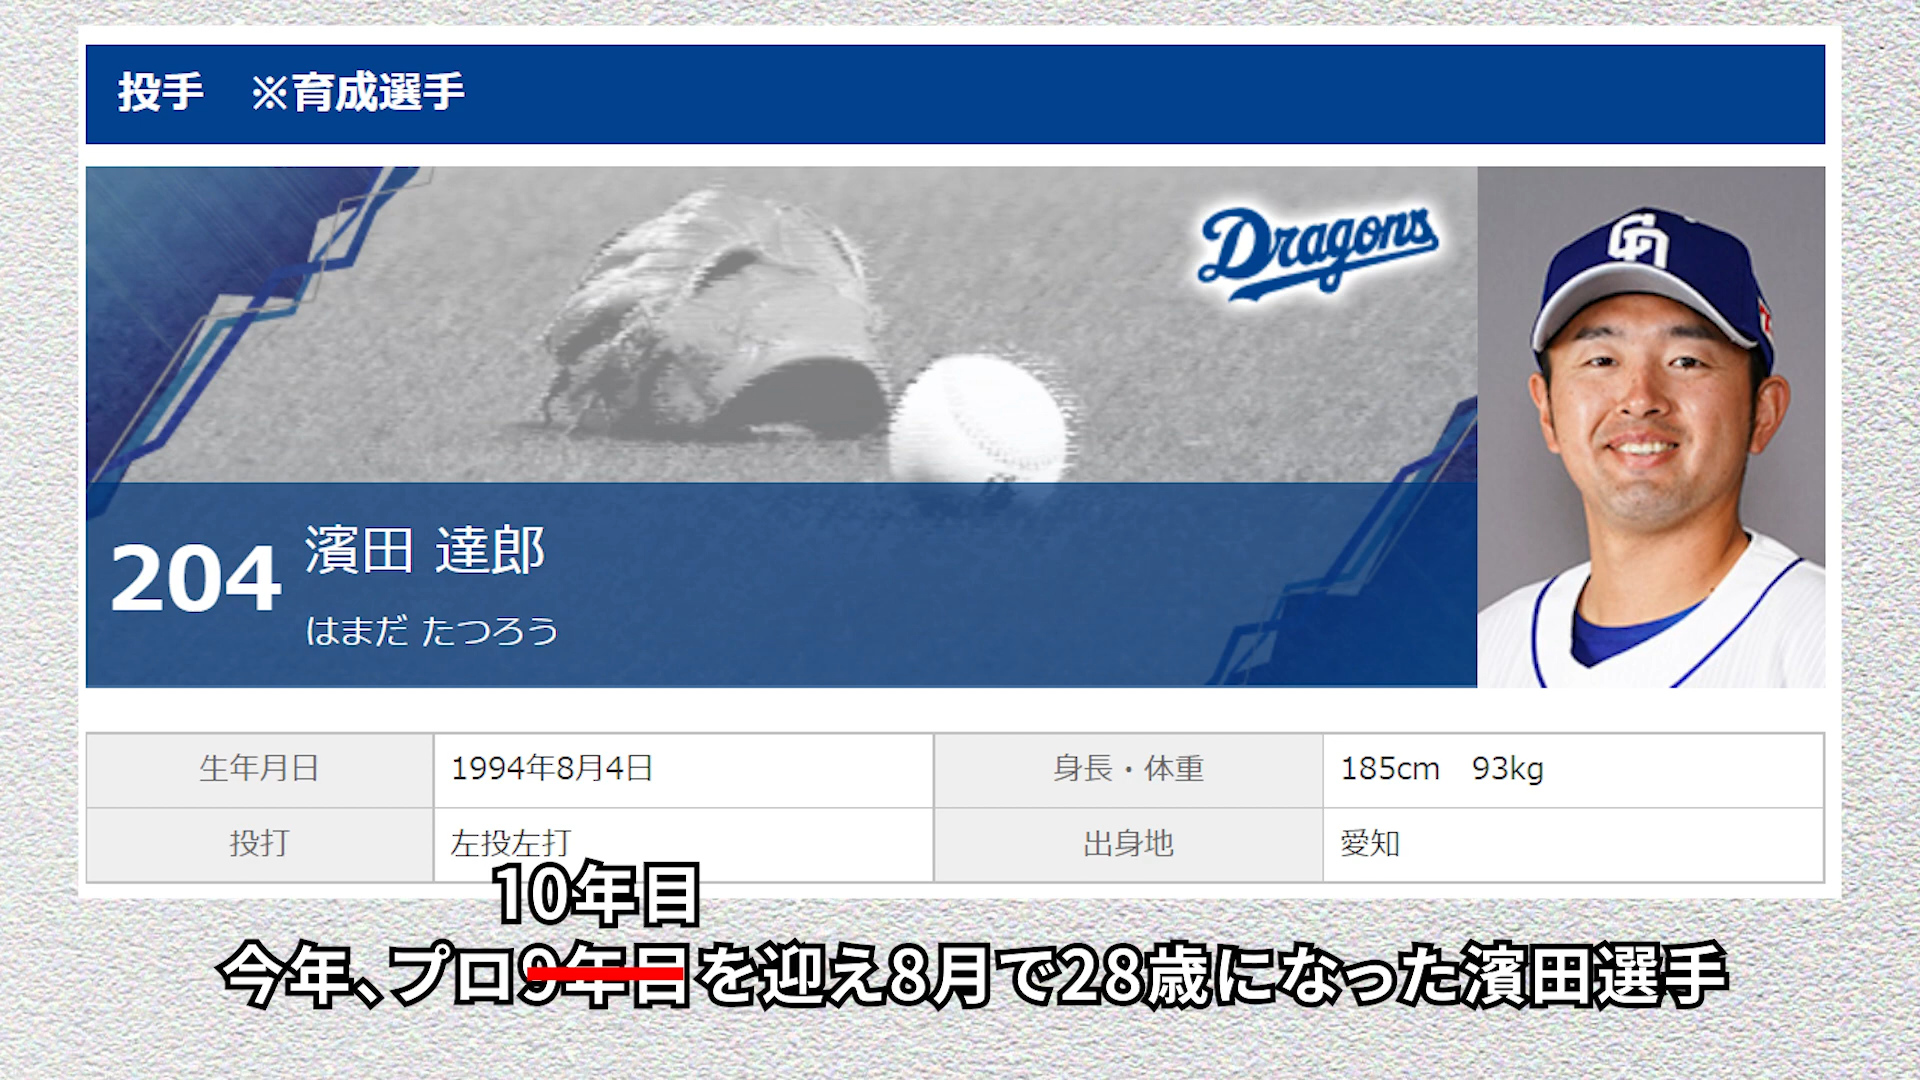 投手　※育成選手
Dragons
CD
204
濱田 達郎
はまだ たつろう
生年月日 1994年8月4日 身長・体重 185cm 93kg
投打 左投左打 出身地 愛知
10年目
今年、プロ9年目を迎え8月で28歳になった濱田選手